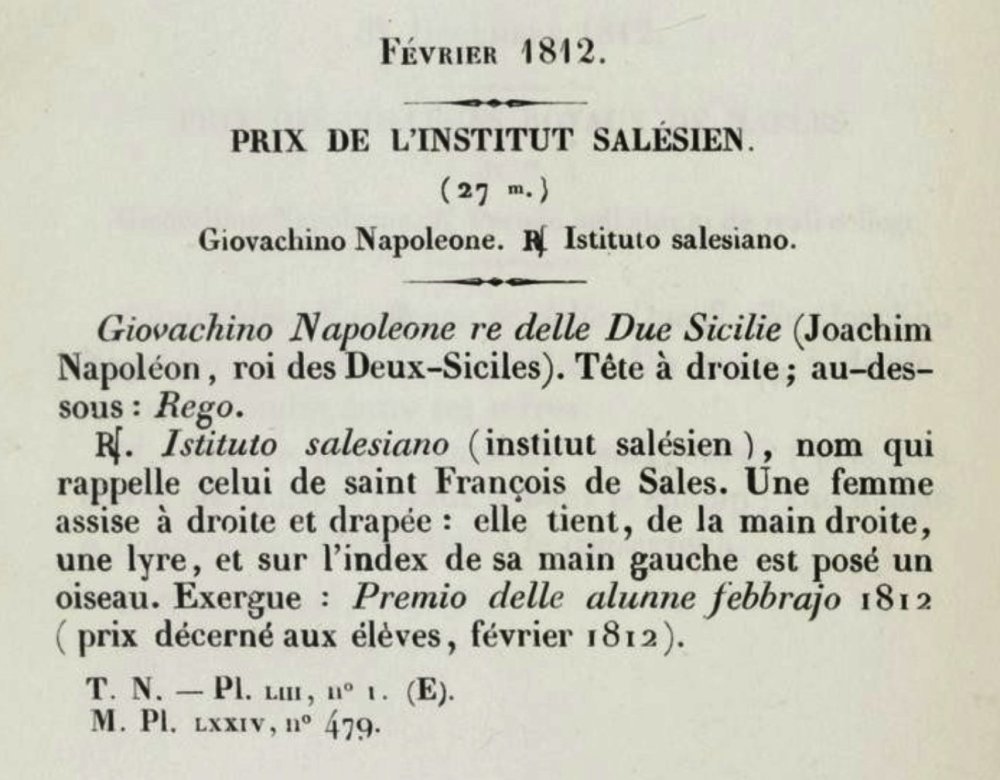 Février 1812.
PRIX DE L'INSTITUT SALÉSIEN.
(27 m.)
Giovachino Napoleone. ℟ Istituto salesiano.
Giovachino Napoleone re delle Due Sicilie (Joachim
Napoléon, roi des Deux-Siciles). Tête à droite; au-des-
sous : Rego.
℟. Istituto salesiano (institut salésien), nom qui
rappelle celui de saint François de Sales. Une femme
assise à droite et drapée : elle tient, de la main droite,
une lyre, et sur l'index de sa main gauche est posé un
oiseau. Exergue : Premio delle alunne febbrajo 1812
(prix décerné aux élèves, février 1812).
T. N. — Pl. LIII, n° 1. (E).
M. Pl. LXXIV, n° 479.